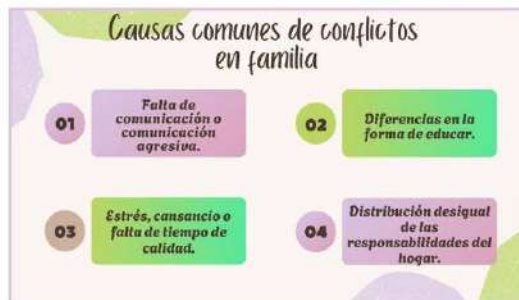 Causas comunes de conflictos
en familia
01
Falta de
comunicación o
comunicación
agresiva.
02
Diferencias en la
forma de educar.
03
Estrés, cansancio o
falta de tiempo de
calidad.
04
Distribución desigual
de las
responsabilidades del
hogar.